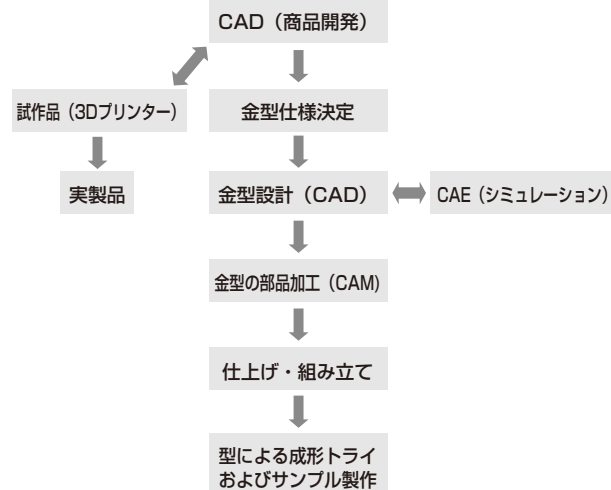 CAD（商品開発）
試作品（3Dプリンター）
金型仕様決定
実製品
金型設計（CAD）
CAE（シミュレーション）
金型の部品加工（CAM)
仕上げ・組み立て
型による成形トライ
およびサンプル製作